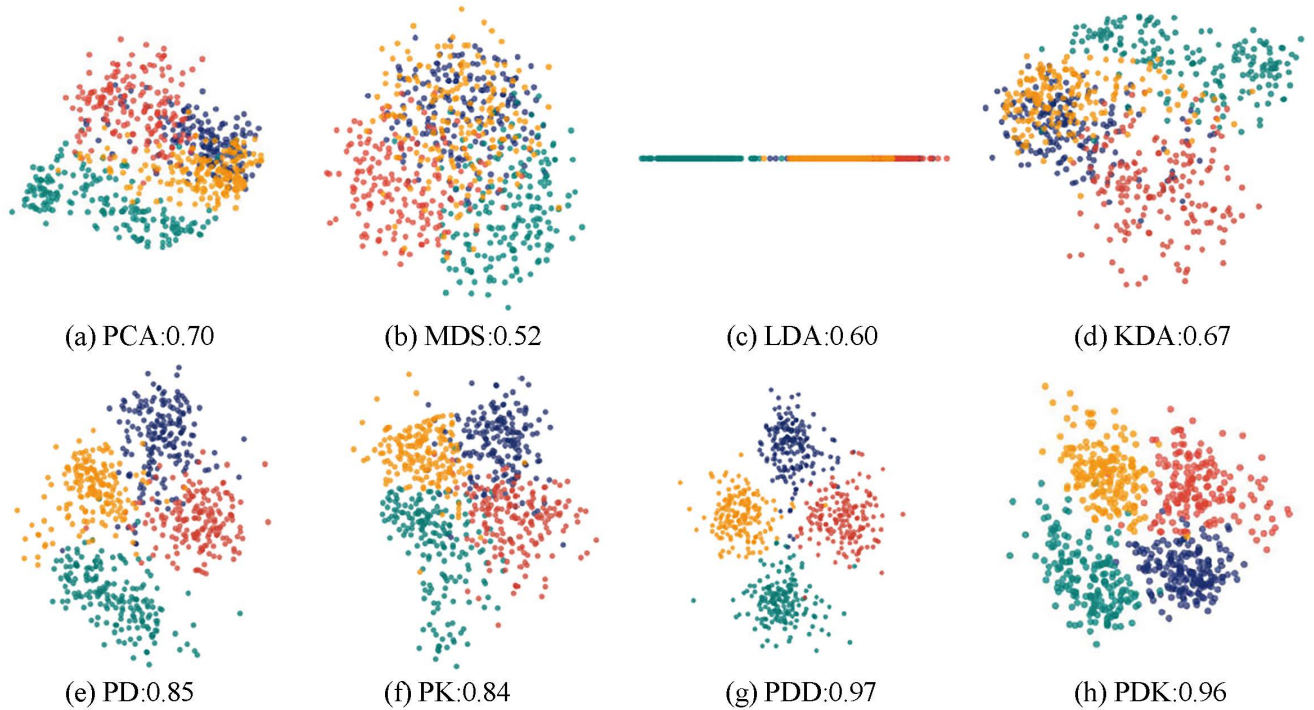 (a) PCA:0.70
(b) MDS:0.52
(c) LDA:0.60
(d) KDA:0.67
(e) PD:0.85
(f) PK:0.84
(g) PDD:0.97
(h) PDK:0.96